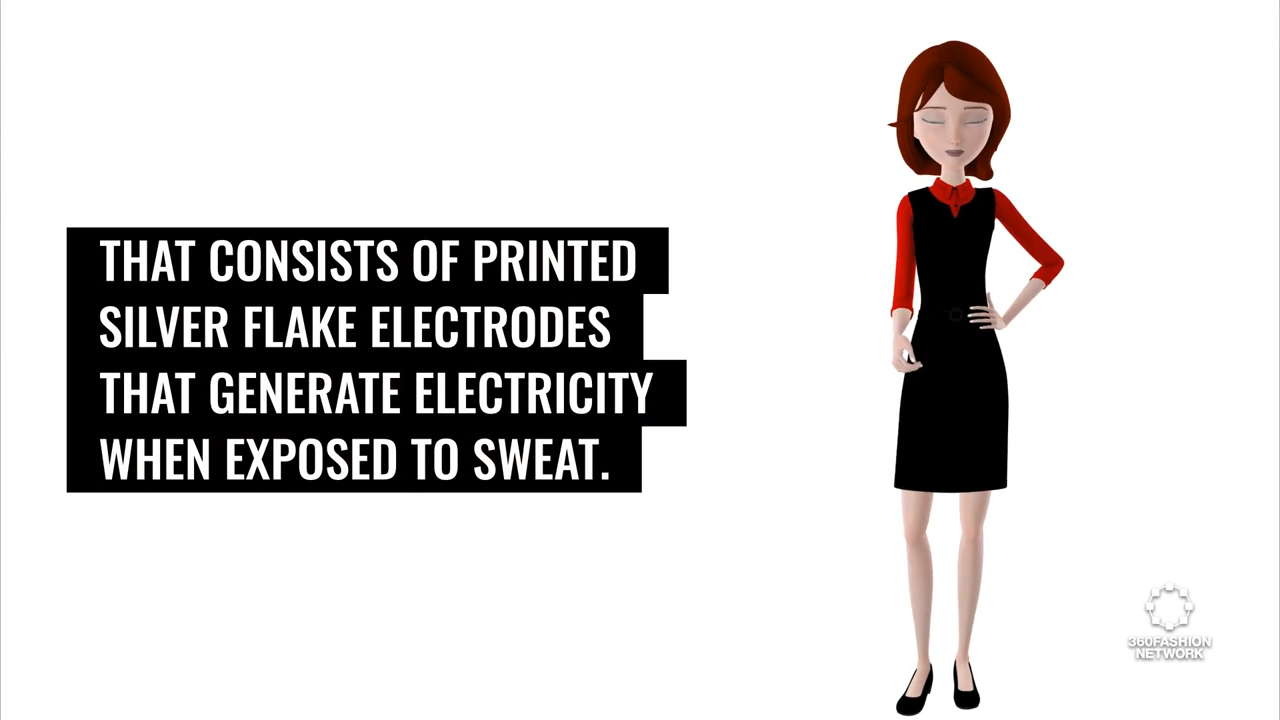 THAT CONSISTS OF PRINTED
SILVER FLAKE ELECTRODES
THAT GENERATE ELECTRICITY
WHEN EXPOSED TO SWEAT.
360FASHION
NETWORK